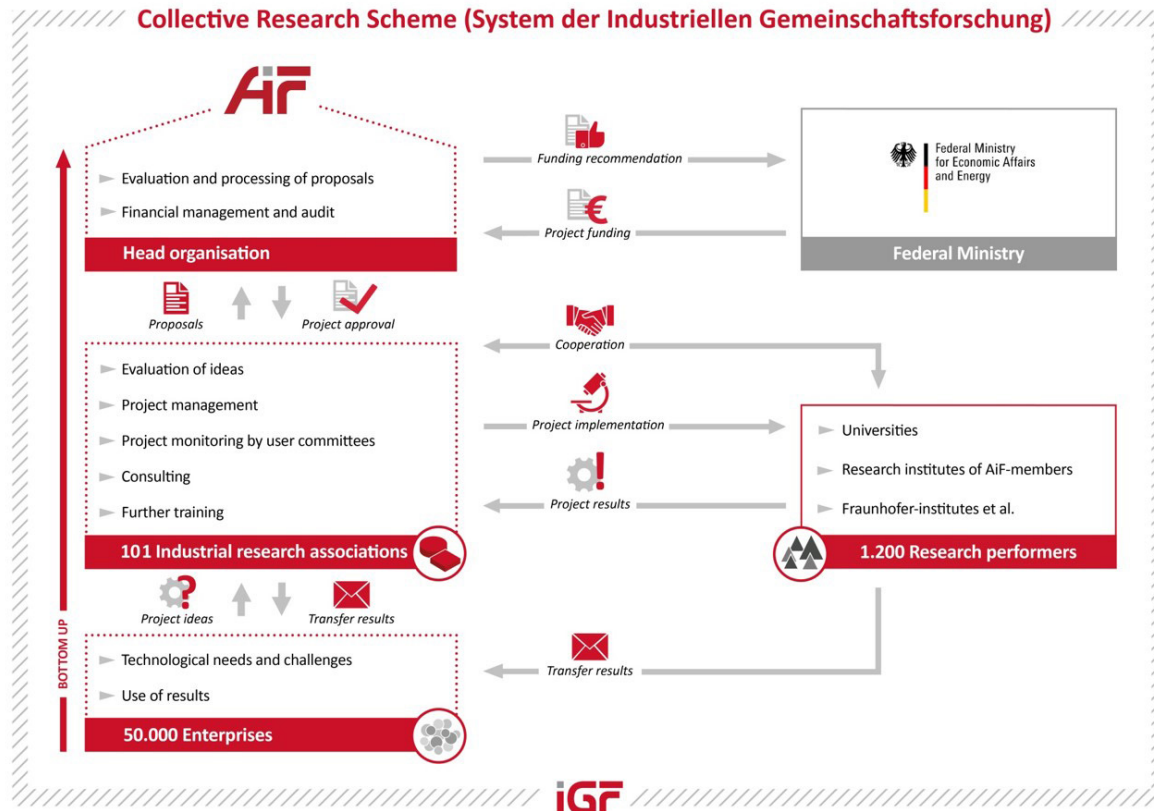 Collective Research Scheme (System der Industriellen Gemeinschaftsforschung)
AiF
Evaluation and processing of proposals
Financial management and audit
Head organisation
Funding recommendation
Project funding
Federal Ministry
for Economic Affairs
and Energy
Federal Ministry
Proposals
Project approval
Evaluation of ideas
Project management
Project monitoring by user committees
Consulting
Further training
101 Industrial research associations
Cooperation
Project implementation
Project results
Universities
Research institutes of AiF-members
Fraunhofer-institutes et al.
1.200 Research performers
Project ideas
Transfer results
Technological needs and challenges
Use of results
50.000 Enterprises
Transfer results
BOTTOM UP
iGF